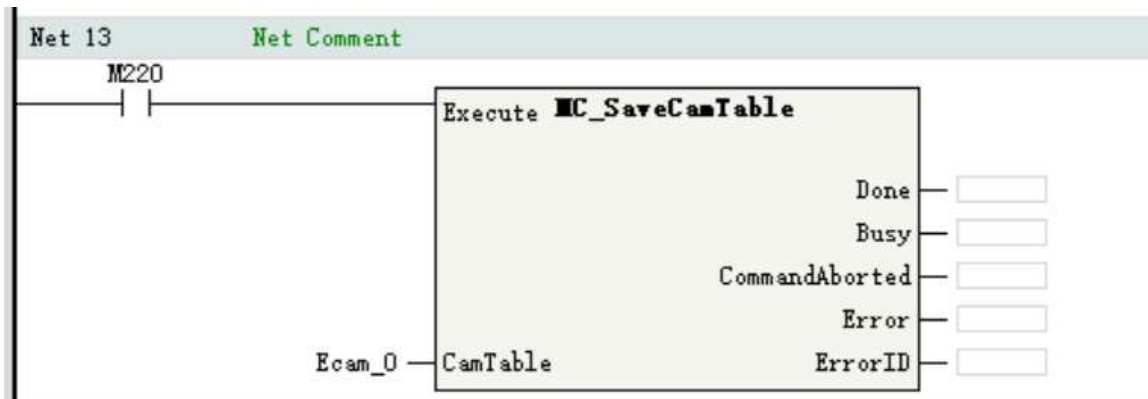 Net 13 Net Comment
M220
Execute MC_SaveCamTable
Done
Busy
CommandAborted
Error
Ecam_0 CamTable ErrorID